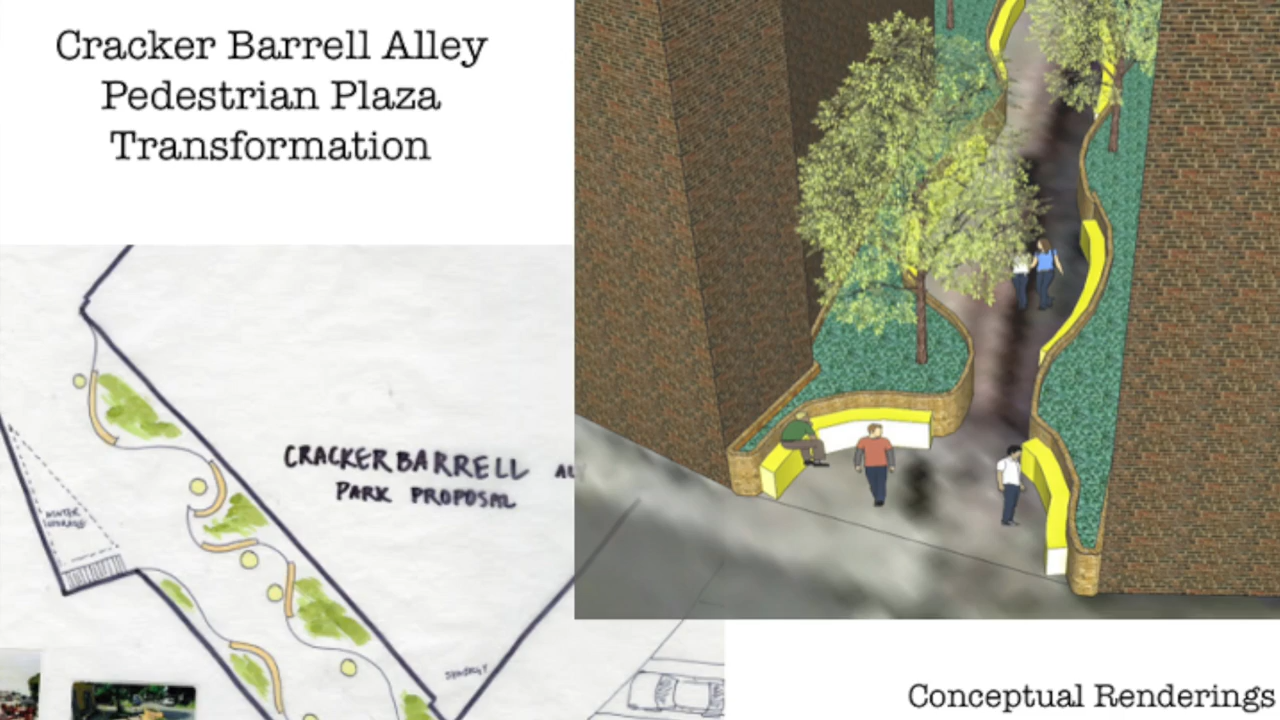 Cracker Barrell Alley
Pedestrian Plaza
Transformation
CRACKERBARRELL
PARK PROPOSAL
Conceptual Renderings